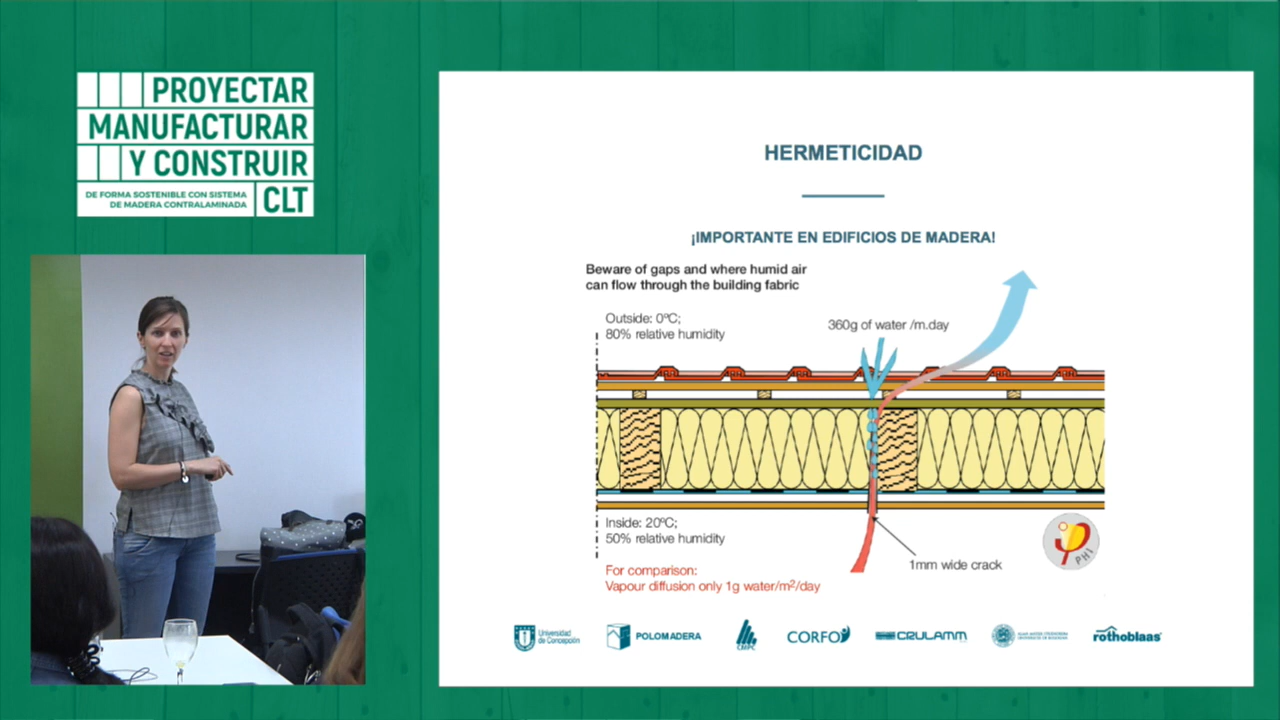 PROYECTAR
MANUFACTURAR
Y CONSTRUIR
DE FORMA SOSTENIBLE CON SISTEMA
DE MADERA CONTRALAMINADA
CLT
HERMETICIDAD
¡IMPORTANTE EN EDIFICIOS DE MADERA!
Beware of gaps and where humid air
can flow through the building fabric
Outside: 0ºC;
80% relative humidity
360g of water /m.day
Inside: 20ºC;
50% relative humidity
1mm wide crack
PHI
For comparison:
Vapour diffusion only 1g water/m²/day
Universidad
de Concepción
POLOMADERA
CMPC
CORFO
CRULAMM
rothoblaas